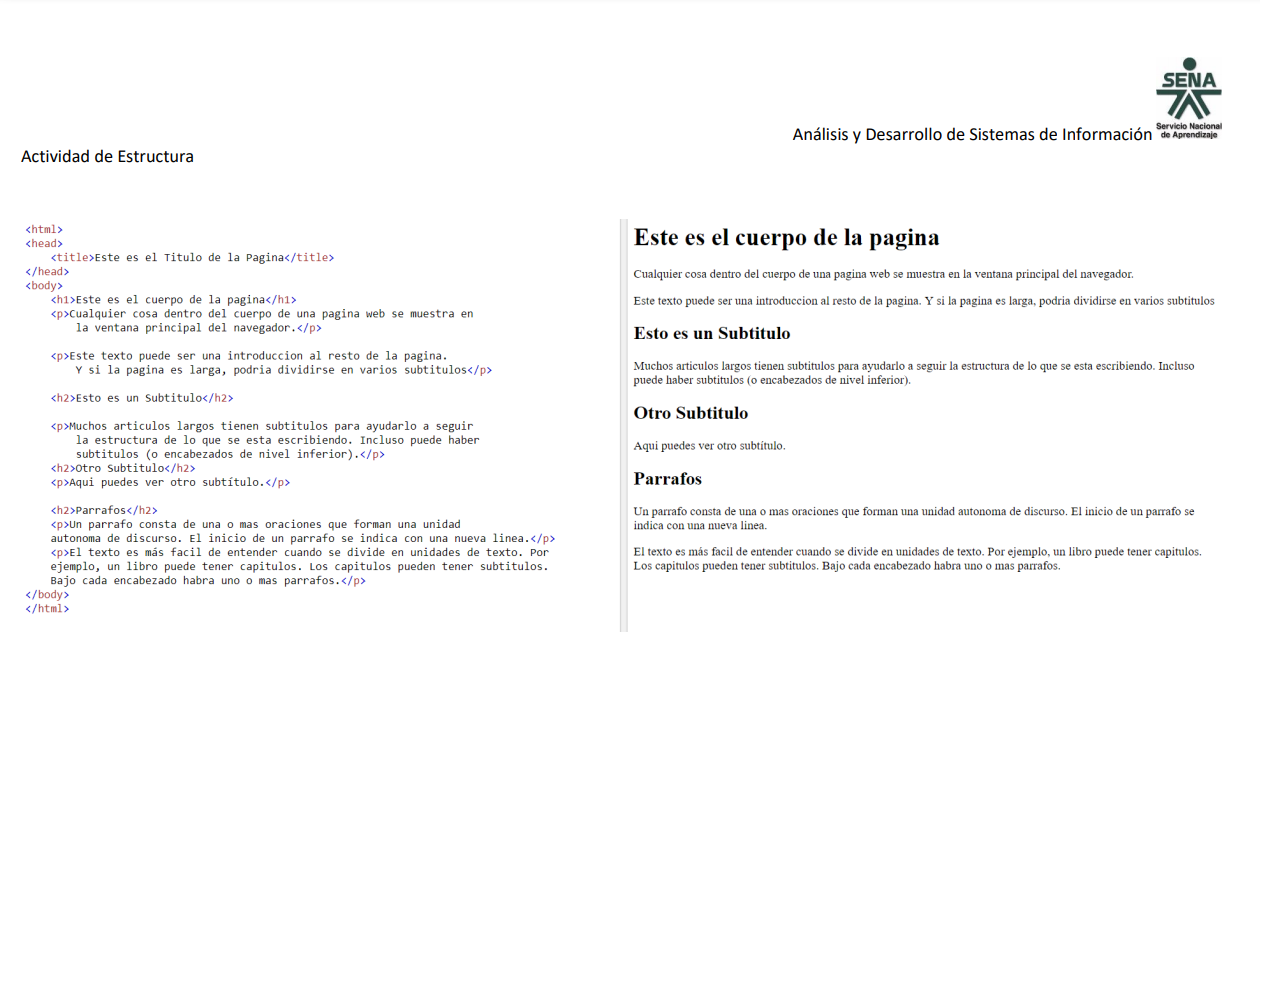 SENA
Servicio Nacional
de Aprendizaje
Análisis y Desarrollo de Sistemas de Información
Actividad de Estructura
<html>
<head>
    <title>Este es el Titulo de la Pagina</title>
</head>
<body>
    <h1>Este es el cuerpo de la pagina</h1>
    <p>Cualquier cosa dentro del cuerpo de una pagina web se muestra en
        la ventana principal del navegador.</p>
    <p>Este texto puede ser una introduccion al resto de la pagina.
        Y si la pagina es larga, podria dividirse en varios subtitulos</p>
    <h2>Esto es un Subtitulo</h2>
    <p>Muchos articulos largos tienen subtitulos para ayudarlo a seguir
        la estructura de lo que se esta escribiendo. Incluso puede haber
        subtitulos (o encabezados de nivel inferior).</p>
    <h2>Otro Subtitulo</h2>
    <p>Aqui puedes ver otro subtítulo.</p>
    <h2>Parrafos</h2>
    <p>Un parrafo consta de una o mas oraciones que forman una unidad
    autonoma de discurso. El inicio de un parrafo se indica con una nueva linea.</p>
    <p>El texto es más facil de entender cuando se divide en unidades de texto. Por
    ejemplo, un libro puede tener capitulos. Los capitulos pueden tener subtitulos.
    Bajo cada encabezado habra uno o mas parrafos.</p>
</body>
</html>
Este es el cuerpo de la pagina
Cualquier cosa dentro del cuerpo de una pagina web se muestra en la ventana principal del navegador.
Este texto puede ser una introduccion al resto de la pagina. Y si la pagina es larga, podria dividirse en varios subtitulos
Esto es un Subtitulo
Muchos articulos largos tienen subtitulos para ayudarlo a seguir la estructura de lo que se esta escribiendo. Incluso
puede haber subtitulos (o encabezados de nivel inferior).
Otro Subtitulo
Aqui puedes ver otro subtítulo.
Parrafos
Un parrafo consta de una o mas oraciones que forman una unidad autonoma de discurso. El inicio de un parrafo se
indica con una nueva linea.
El texto es más facil de entender cuando se divide en unidades de texto. Por ejemplo, un libro puede tener capitulos.
Los capitulos pueden tener subtitulos. Bajo cada encabezado habra uno o mas parrafos.